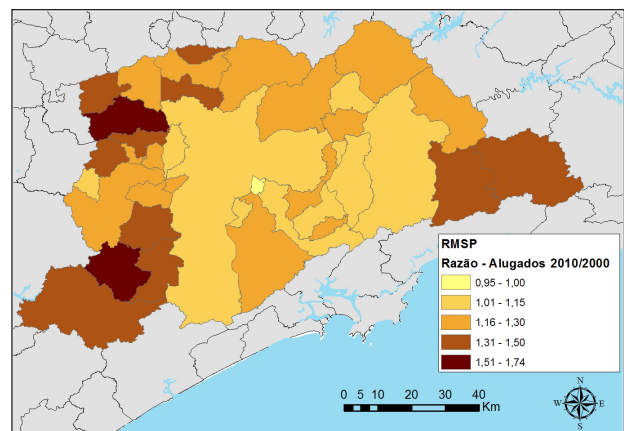 RMSP
Razão - Alugados 2010/2000
0,95 - 1,00
1,01 - 1,15
1,16 - 1,30
1,31 - 1,50
1,51 - 1,74
0 5 10 20 30 40
Km
N
W E
S